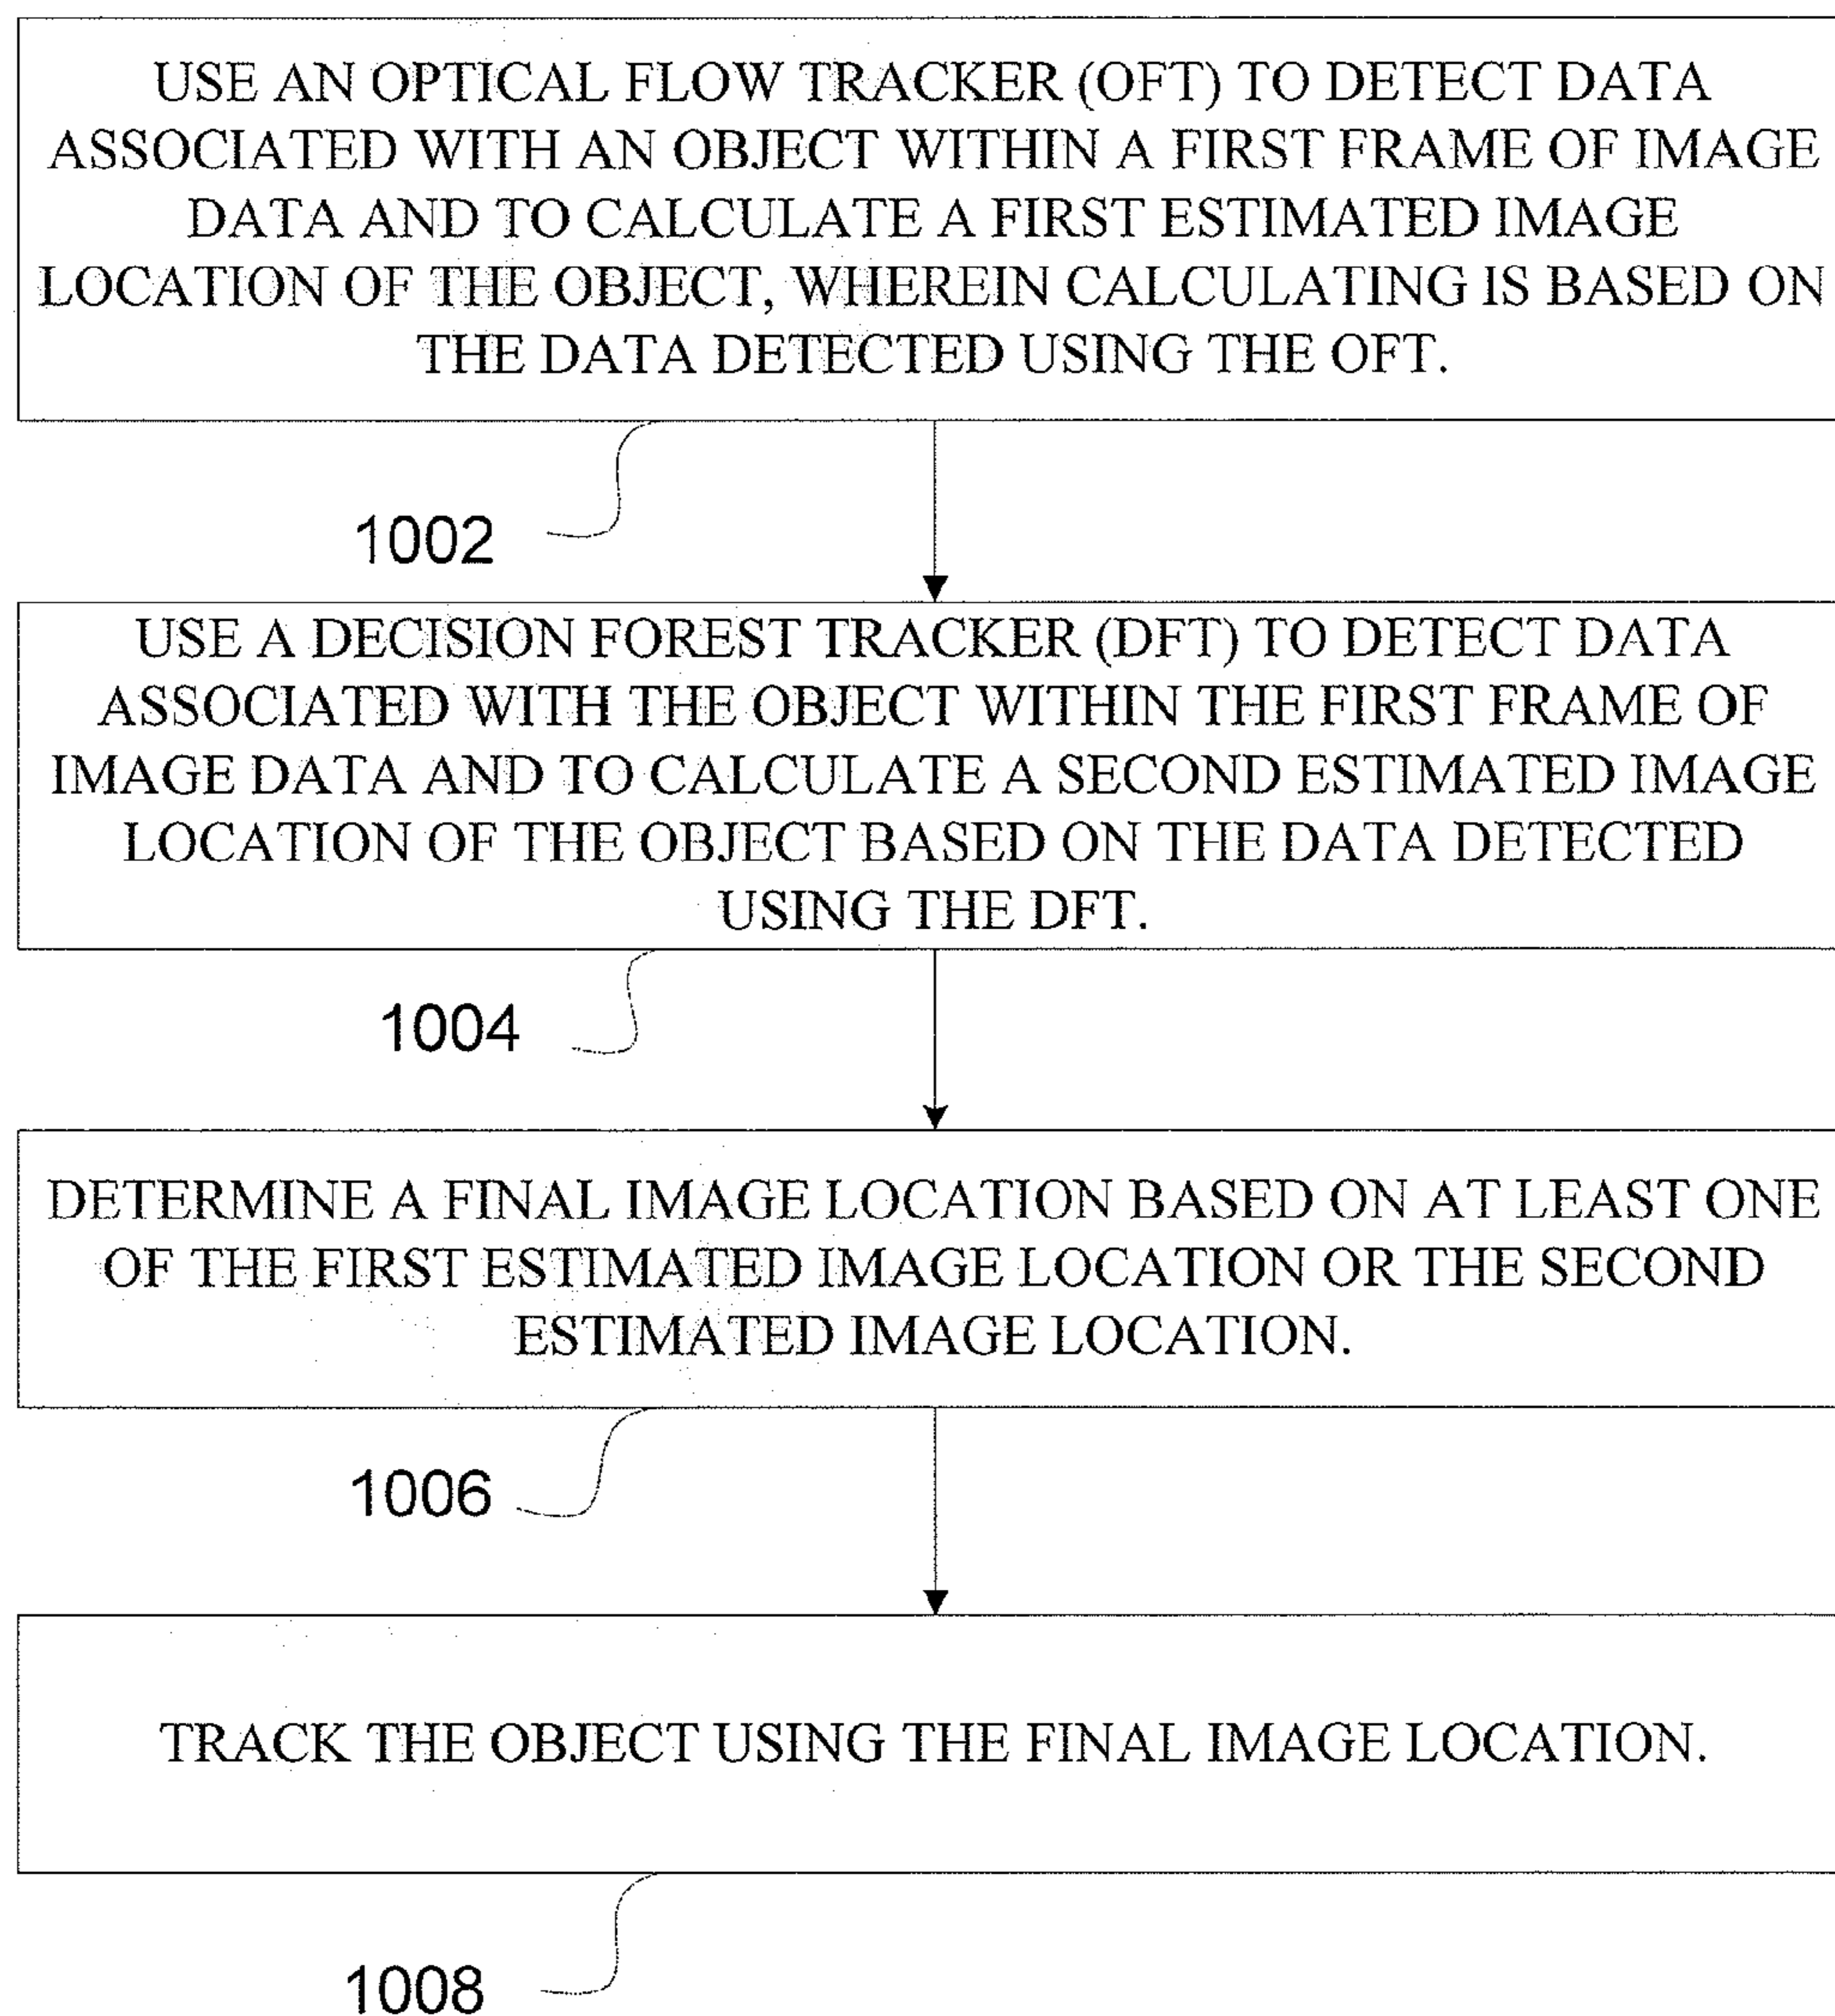 USE AN OPTICAL FLOW TRACKER (OFT) TO DETECT DATA
ASSOCIATED WITH AN OBJECT WITHIN A FIRST FRAME OF IMAGE
DATA AND TO CALCULATE A FIRST ESTIMATED IMAGE
LOCATION OF THE OBJECT, WHEREIN CALCULATING IS BASED ON
THE DATA DETECTED USING THE OFT.
1002
USE A DECISION FOREST TRACKER (DFT) TO DETECT DATA
ASSOCIATED WITH THE OBJECT WITHIN THE FIRST FRAME OF
IMAGE DATA AND TO CALCULATE A SECOND ESTIMATED IMAGE
LOCATION OF THE OBJECT BASED ON THE DATA DETECTED
USING THE DFT.
1004
DETERMINE A FINAL IMAGE LOCATION BASED ON AT LEAST ONE
OF THE FIRST ESTIMATED IMAGE LOCATION OR THE SECOND
ESTIMATED IMAGE LOCATION.
1006
TRACK THE OBJECT USING THE FINAL IMAGE LOCATION.
1008